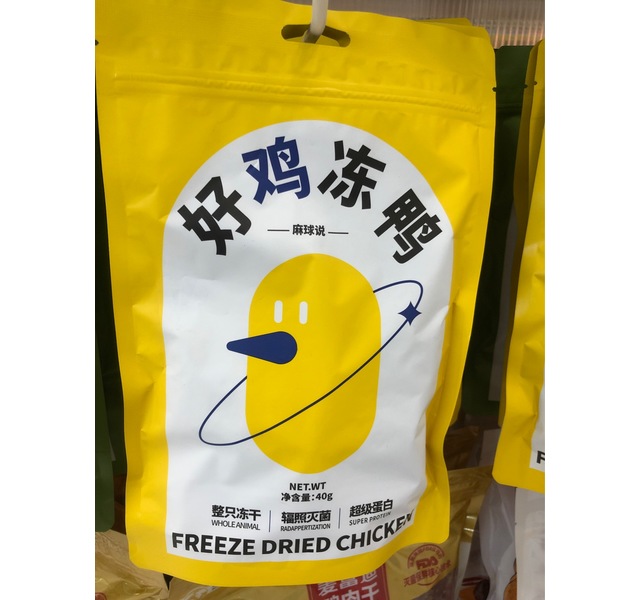 好鸡冻鸭
麻球说
NET.WT
净含量:40g
整只冻干
WHOLE ANIMAL
辐照灭菌
RADAPPERTIZATION
超级蛋白
SUPER PROTEIN
FREEZE DRIED CHICKEN
FDA